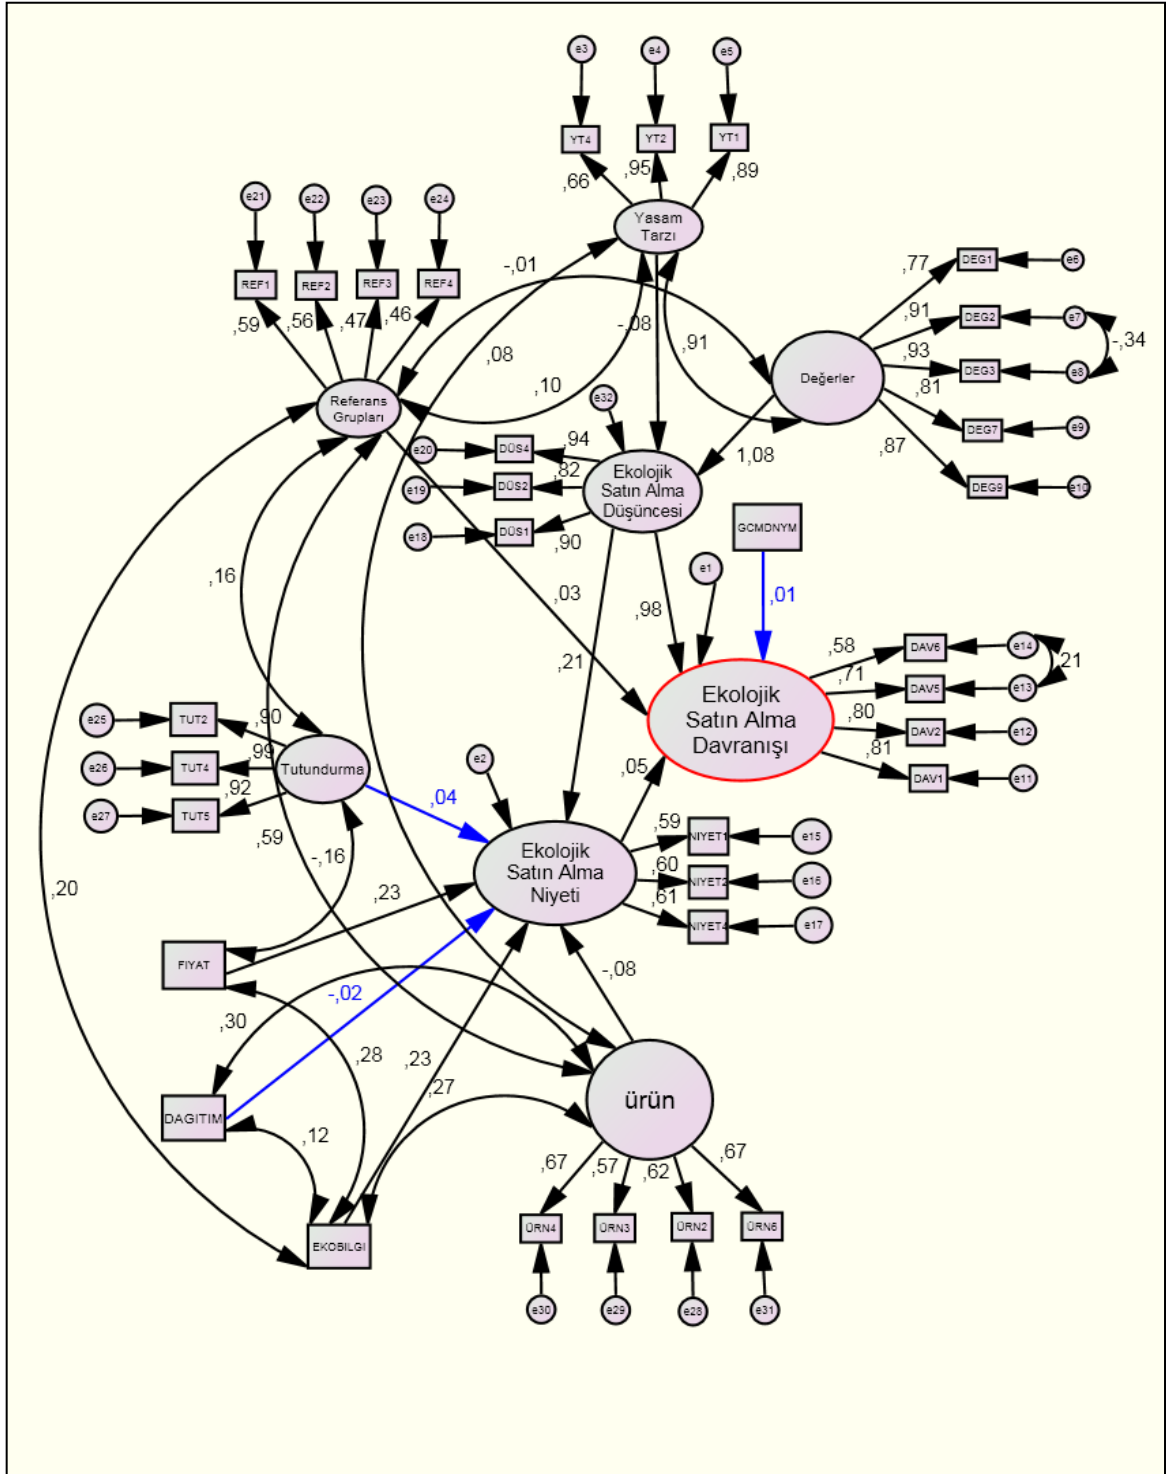 e3
e4
e5
YT4
YT2
YT1
,66
,95
,89
Yasam
Tarzı
e21
e22
e23
e24
REF1
REF2
REF3
REF4
,59
,56
,47
,46
Referans
Grupları
-,01
,08
-,08
,10
,91
DEG1
e6
,77
DEG2
e7
,91
-,34
DEG3
e8
,93
,81
DEG7
e9
,87
DEG9
e10
Değerler
1,08
e32
e20
DÜS4
,94
e19
DÜS2
,82
e18
DÜS1
,90
Ekolojik
Satın Alma
Düşüncesi
GCMDNYM
e1
,01
,16
,03
,98
,21
Ekolojik
Satın Alma
Davranışı
,58
DAV6
e14
,21
,71
DAV5
e13
,80
DAV2
e12
,81
DAV1
e11
e25
TUT2
,90
e26
TUT4
,99
e27
TUT5
,92
Tutundurma
e2
,04
,05
Ekolojik
Satın Alma
Niyeti
,59
NIYET1
e15
,60
NIYET2
e16
,61
NIYET4
e17
,59
-,16
,20
,23
FIYAT
-,02
-,08
,30
,28
,23
,27
DAGITIM
,12
EKOBILGI
ürün
,67
,57
,62
,67
ÜRN4
ÜRN3
ÜRN2
ÜRN6
e30
e29
e28
e31